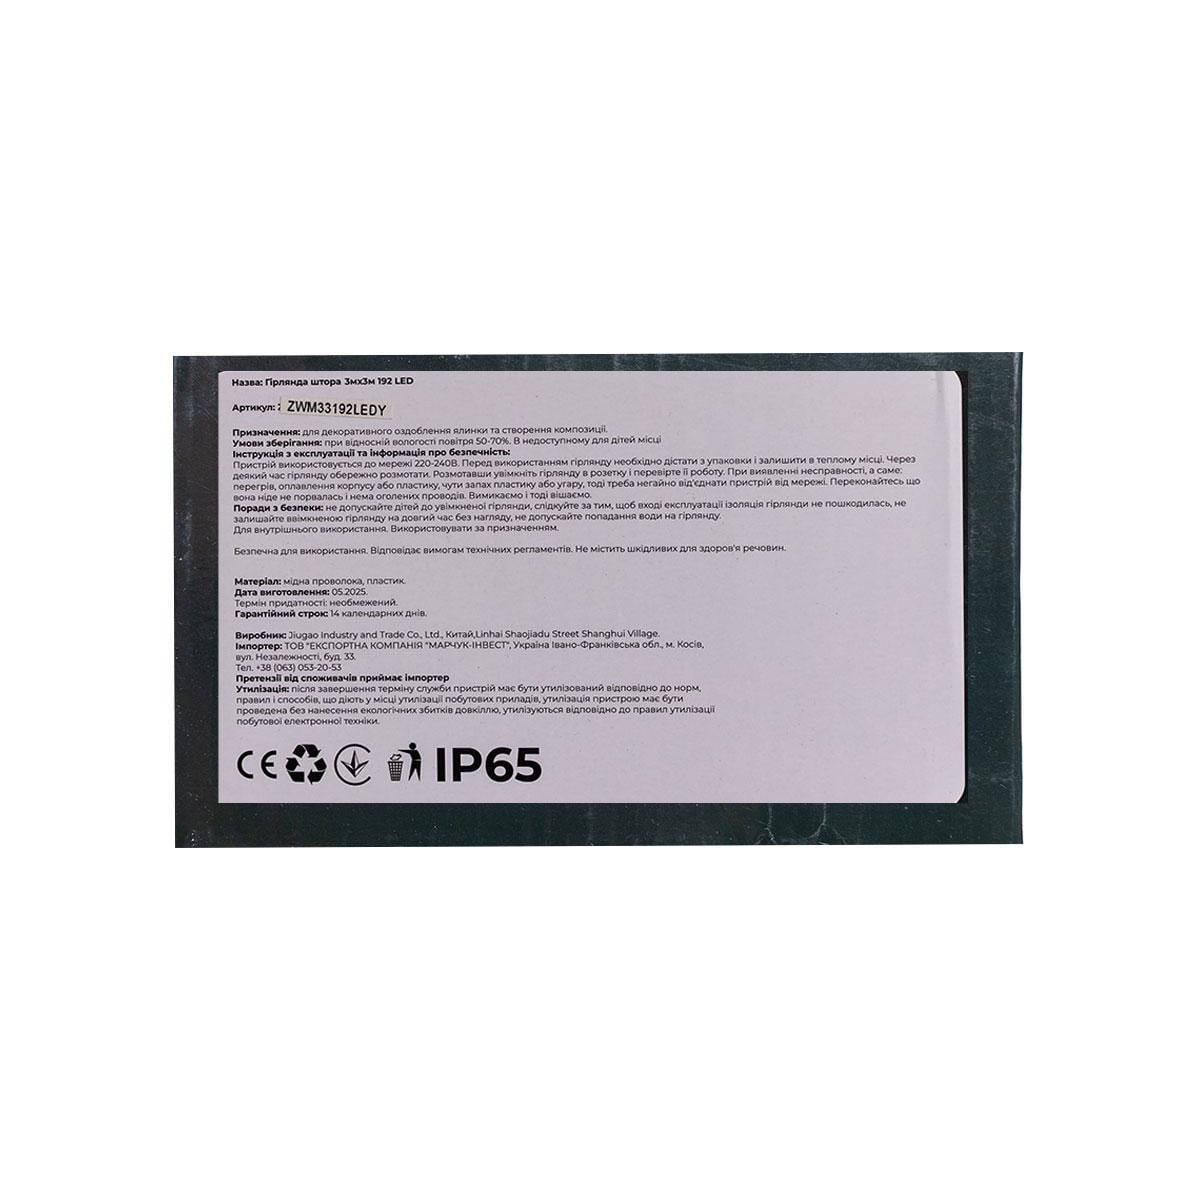 Назва: Гірлянда штора 3мх3м 192 LED
Артикул: ZWM33192LEDY
Призначення: для декоративного оздоблення ялинки та створення композиції.
Умови зберігання: при відносній вологості повітря 50-70%. В недоступному для дітей місці
Інструкція з експлуатації та інформація про безпечність:
Пристрій використовується до мережі 220-240В. Перед використанням гірлянду необхідно дістати з упаковки і залишити в теплому місці. Через
деякий час гірлянду обережно розмотати. Розмотавши увімкніть гірлянду в розетку і перевірте її роботу. При виявленні несправності, а саме:
перегрів, оплавлення корпусу або пластику, чути запах пластику або угару, тоді треба негайно від'єднати пристрій від мережі. Переконайтесь що
вона ніде не порвалась і нема оголених проводів. Вимикаємо і тоді вішаємо.
Поради з безпеки: не допускайте дітей до увімкненої гірлянди, слідкуйте за тим, щоб вході експлуатації ізоляція гірлянди не пошкодилась, не
залишайте ввімкненою гірлянду на довгий час без нагляду, не допускайте попадання води на гірлянду.
Для внутрішнього використання. Використовувати за призначенням.
Безпечна для використання. Відповідає вимогам технічних регламентів. Не містить шкідливих для здоров'я речовин.
Матеріал: мідна проволока, пластик.
Дата виготовлення: 05.2025.
Термін придатності: необмежений.
Гарантійний строк: 14 календарних днів.
Виробник: Jiugao Industry and Trade Co., Ltd., Китай,Linhai Shaojiadu Street Shanghui Village.
Імпортер: ТОВ "ЕКСПОРТНА КОМПАНІЯ "МАРЧУК-ІНВЕСТ", Україна Івано-Франківська обл., м. Косів,
вул. Незалежності, буд. 33.
Тел. +38 (063) 053-20-53
Претензії від споживачів приймає імпортер
Утилізація: після завершення терміну служби пристрій має бути утилізований відповідно до норм,
правил і способів, що діють у місці утилізації побутових приладів, утилізація пристрою має бути
проведена без нанесення екологічних збитків довкіллю, утилізуються відповідно до правил утилізації
побутової електронної техніки.
CE IP65